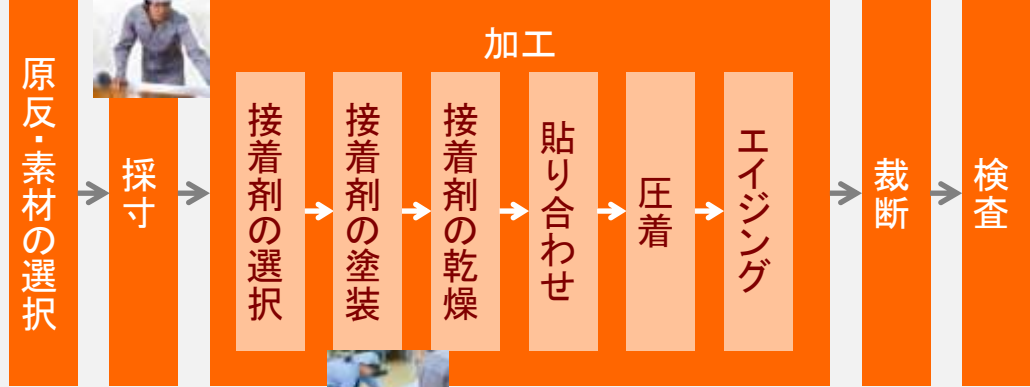 原反・素材の選択
採寸
加工
接着剤の選択
接着剤の塗装
接着剤の乾燥
貼り合わせ
圧着
エイジング
裁断
検査